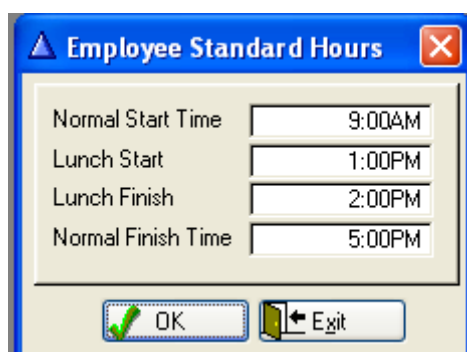 Employee Standard Hours
Normal Start Time 9:00AM
Lunch Start 1:00PM
Lunch Finish 2:00PM
Normal Finish Time 5:00PM
OK Exit